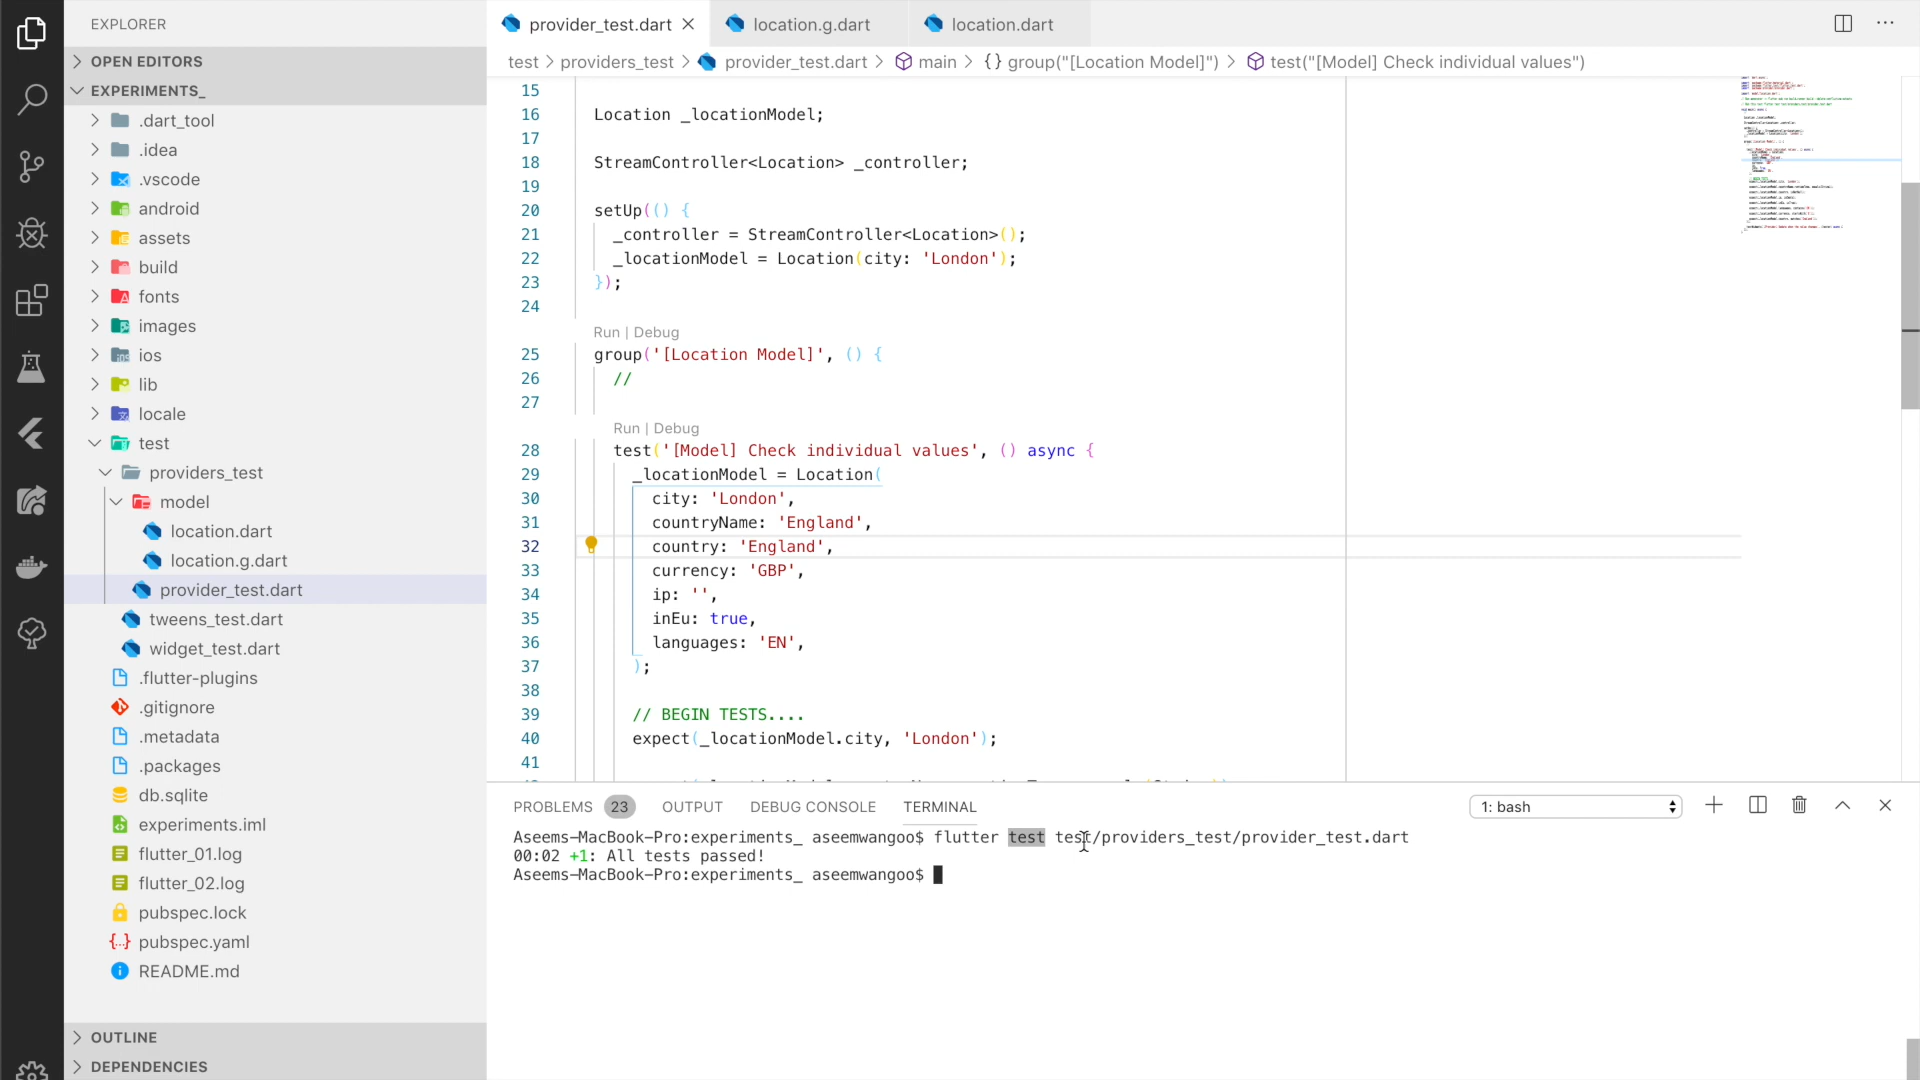 EXPLORER
OPEN EDITORS
EXPERIMENTS_
.dart_tool
.idea
.vscode
android
assets
build
fonts
images
ios
lib
locale
test
providers_test
model
location.dart
location.g.dart
provider_test.dart
tweens_test.dart
widget_test.dart
.flutter-plugins
.gitignore
.metadata
.packages
db.sqlite
experiments.iml
flutter_01.log
flutter_02.log
pubspec.lock
pubspec.yaml
README.md
OUTLINE
DEPENDENCIES
provider_test.dart location.g.dart location.dart
test > providers_test > provider_test.dart > main > {} group("[Location Model]") > test("[Model] Check individual values")
15
16 Location _locationModel;
17
18 StreamController<Location> _controller;
19
20 setUp(() {
21 _controller = StreamController<Location>();
22 _locationModel = Location(city: 'London');
23 });
24
Run | Debug
25 group('[Location Model]', () {
26 //
27
Run | Debug
28 test('[Model] Check individual values', () async {
29 _locationModel = Location(
30 city: 'London',
31 countryName: 'England',
32 country: 'England',
33 currency: 'GBP',
34 ip: '',
35 inEu: true,
36 languages: 'EN',
37 );
38
39 // BEGIN TESTS....
40 expect(_locationModel.city, 'London');
41
PROBLEMS 23 OUTPUT DEBUG CONSOLE TERMINAL 1: bash
Aseems-MacBook-Pro:experiments_ aseemwangoo$ flutter test test/providers_test/provider_test.dart
00:02 +1: All tests passed!
Aseems-MacBook-Pro:experiments_ aseemwangoo$